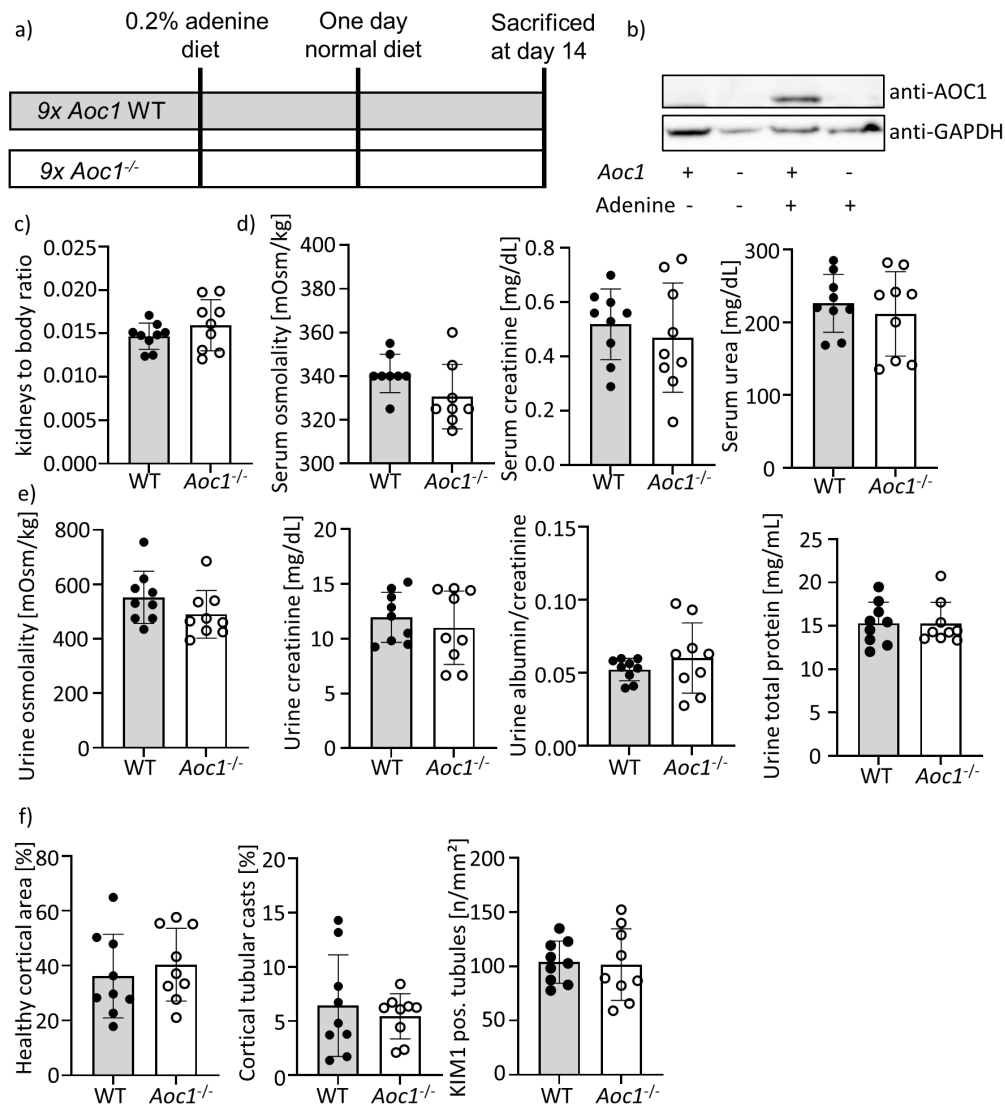 a)
0.2% adenine
diet
One day
normal diet
Sacrificed
at day 14
9x Aoc1 WT
9x Aoc1-/-
b)
anti-AOC1
anti-GAPDH
Aoc1 + - + -
Adenine - - + +
c)
kidneys to body ratio
0.025
0.020
0.015
0.010
0.005
0.000
WT Aoc1-/-
d)
Serum osmolality [mOsm/kg]
400
380
360
340
320
300
WT Aoc1-/-
Serum creatinine [mg/dL]
0.8
0.6
0.4
0.2
0.0
WT Aoc1-/-
Serum urea [mg/dL]
300
200
100
0
WT Aoc1-/-
e)
Urine osmolality [mOsm/kg]
800
600
400
200
0
WT Aoc1-/-
Urine creatinine [mg/dL]
20
15
10
5
0
WT Aoc1-/-
Urine albumin/creatinine
0.15
0.10
0.05
0.00
WT Aoc1-/-
Urine total protein [mg/mL]
25
20
15
10
5
0
WT Aoc1-/-
f)
Healthy cortical area [%]
80
60
40
20
0
WT Aoc1-/-
Cortical tubular casts [%]
20
15
10
5
0
WT Aoc1-/-
KIM1 pos. tubules [n/mm²]
200
150
100
50
0
WT Aoc1-/-